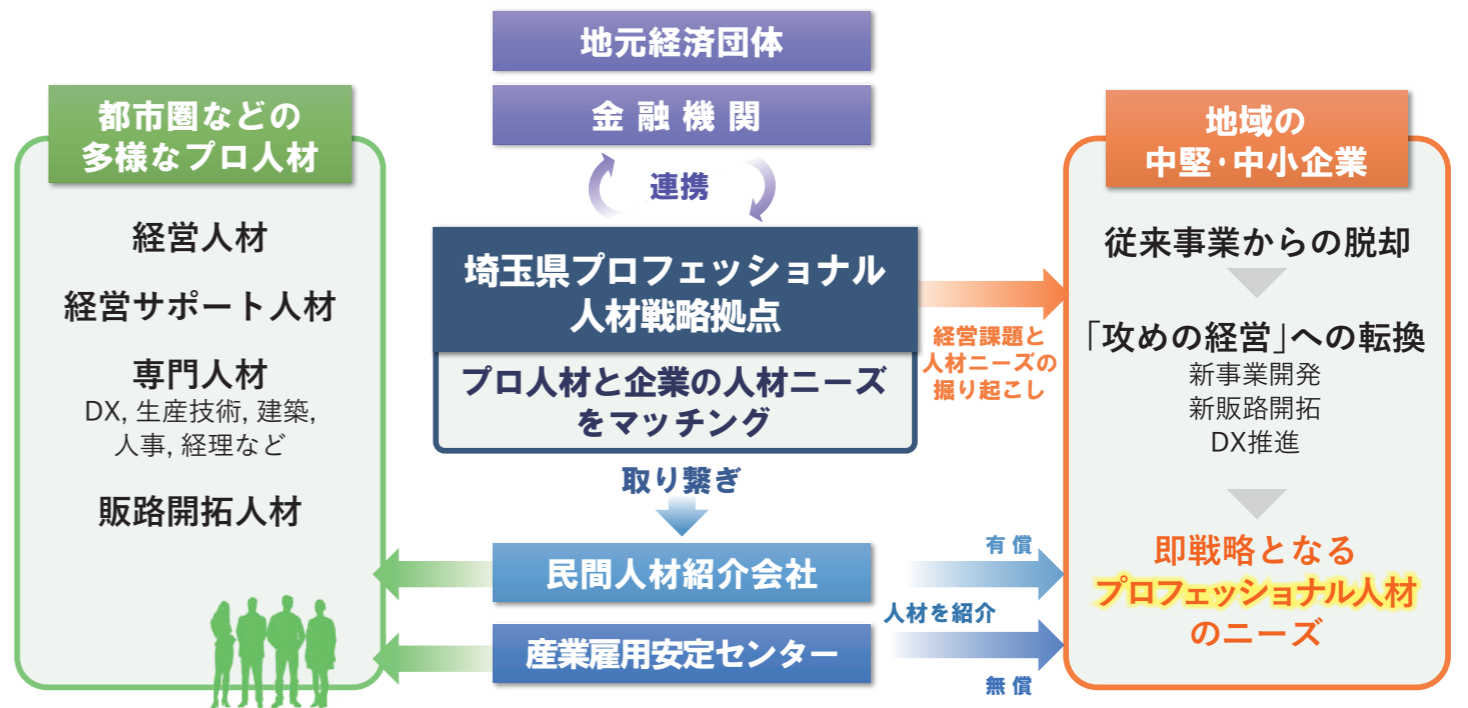 地元経済団体
金融機関
連携
都市圏などの
多様なプロ人材
経営人材
経営サポート人材
専門人材
DX, 生産技術, 建築,
人事, 経理など
販路開拓人材
埼玉県プロフェッショナル
人材戦略拠点
プロ人材と企業の人材ニーズ
をマッチング
経営課題と
人材ニーズの
掘り起こし
取り繋ぎ
民間人材紹介会社
産業雇用安定センター
有償
人材を紹介
無償
地域の
中堅・中小企業
従来事業からの脱却
「攻めの経営」への転換
新事業開発
新販路開拓
DX推進
即戦略となる
プロフェッショナル人材
のニーズ